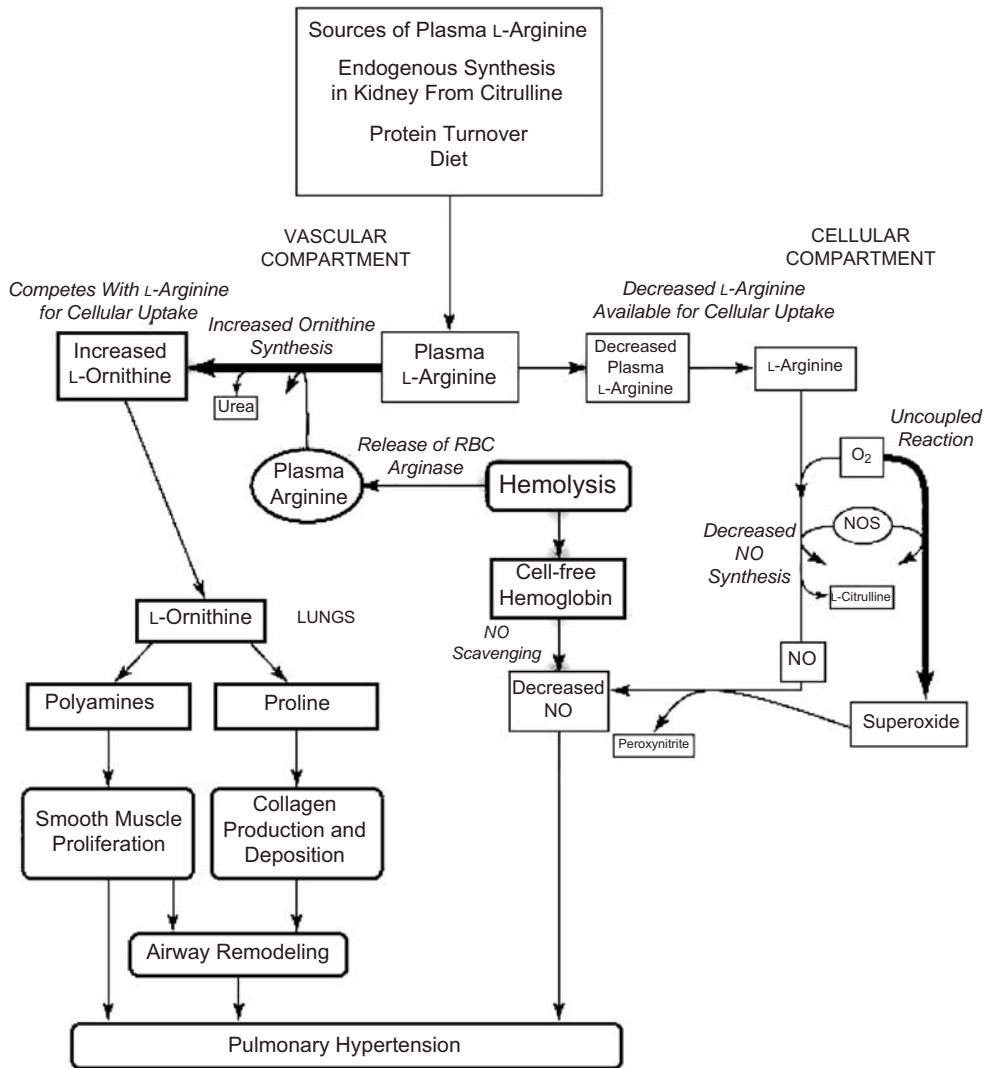 Sources of Plasma L-Arginine
Endogenous Synthesis
in Kidney From Citrulline
Protein Turnover
Diet
VASCULAR
COMPARTMENT
CELLULAR
COMPARTMENT
Competes With L-Arginine
for Cellular Uptake
Increased Ornithine
Synthesis
Decreased L-Arginine
Available for Cellular Uptake
Increased
L-Ornithine
Plasma
L-Arginine
Decreased
Plasma
L-Arginine
L-Arginine
Urea
Uncoupled
Reaction
O₂
Release of RBC
Arginase
Plasma
Arginine
Hemolysis
NOS
Decreased
NO
Synthesis
Cell-free
Hemoglobin
L-Citrulline
L-Ornithine
LUNGS
NO
Scavenging
NO
Polyamines
Proline
Decreased
NO
Superoxide
Peroxynitrite
Smooth Muscle
Proliferation
Collagen
Production and
Deposition
Airway Remodeling
Pulmonary Hypertension